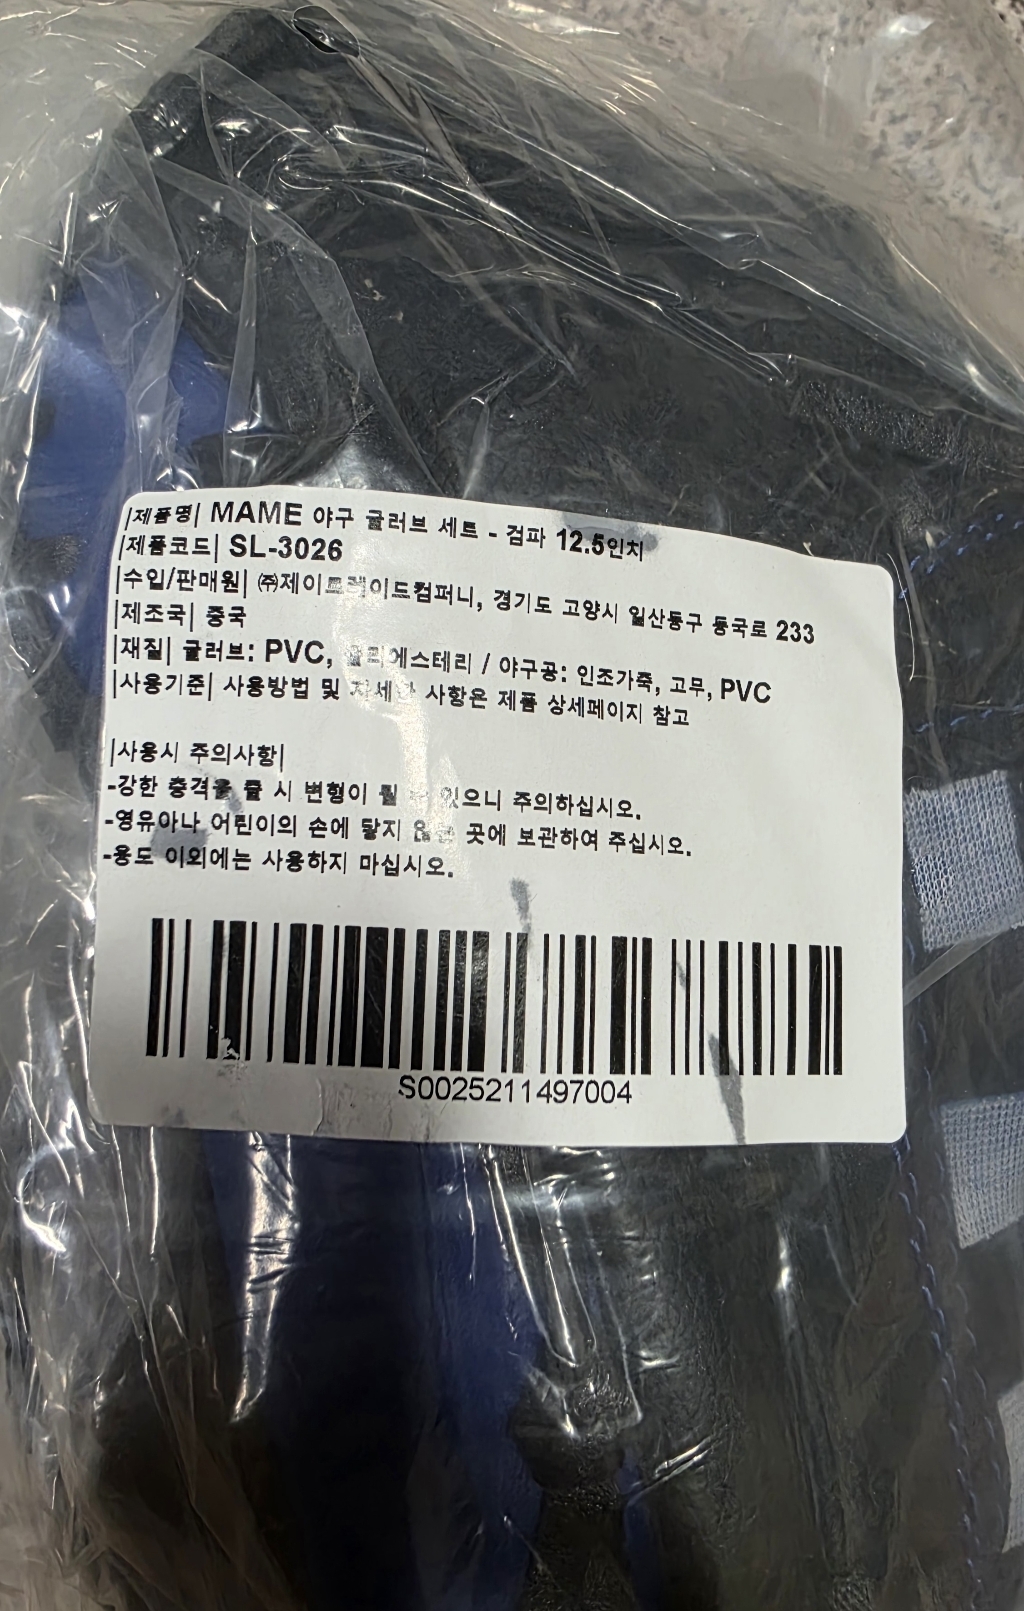 |제품명| MAME 야구 글러브 세트 - 검파 12.5인치
|제품코드| SL-3026
|수입/판매원| ㈜제이트레이드컴퍼니, 경기도 고양시 일산동구 동국로 233
|제조국| 중국
|재질| 글러브: PVC, 폴리에스테리 / 야구공: 인조가죽, 고무, PVC
|사용기준| 사용방법 및 자세한 사항은 제품 상세페이지 참고
|사용시 주의사항|
-강한 충격을 줄 시 변형이 될 수 있으니 주의하십시오.
-영유아나 어린이의 손에 닿지 않는 곳에 보관하여 주십시오.
-용도 이외에는 사용하지 마십시오.
S0025211497004